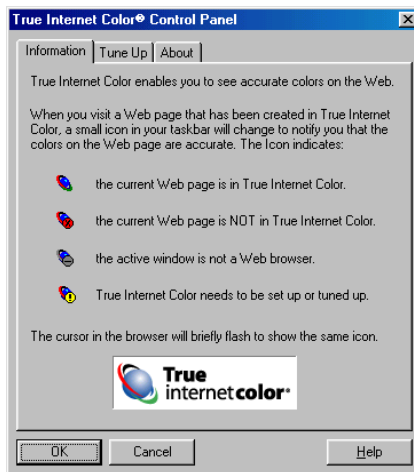 True Internet Color® Control Panel
Information Tune Up About
True Internet Color enables you to see accurate colors on the Web.
When you visit a Web page that has been created in True Internet
Color, a small icon in your taskbar will change to notify you that the
colors on the Web page are accurate. The Icon indicates:
the current Web page is in True Internet Color.
the current Web page is NOT in True Internet Color.
the active window is not a Web browser.
True Internet Color needs to be set up or tuned up.
The cursor in the browser will briefly flash to show the same icon.
True
internetcolor
OK Cancel Help